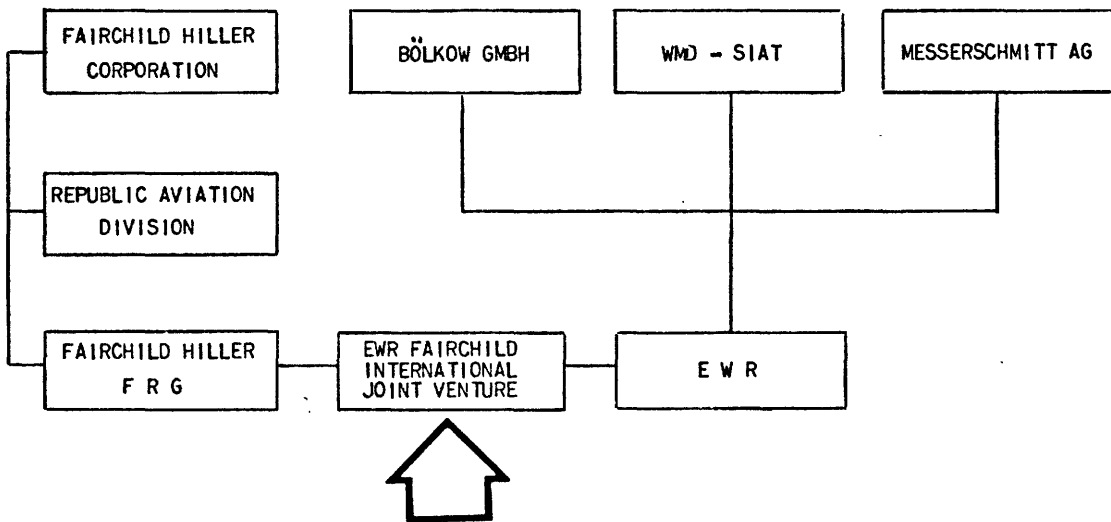 FAIRCHILD HILLER
CORPORATION
BÖLKOW GMBH
WMD - SIAT
MESSERSCHMITT AG
REPUBLIC AVIATION
DIVISION
FAIRCHILD HILLER
F R G
EWR FAIRCHILD
INTERNATIONAL
JOINT VENTURE
E W R